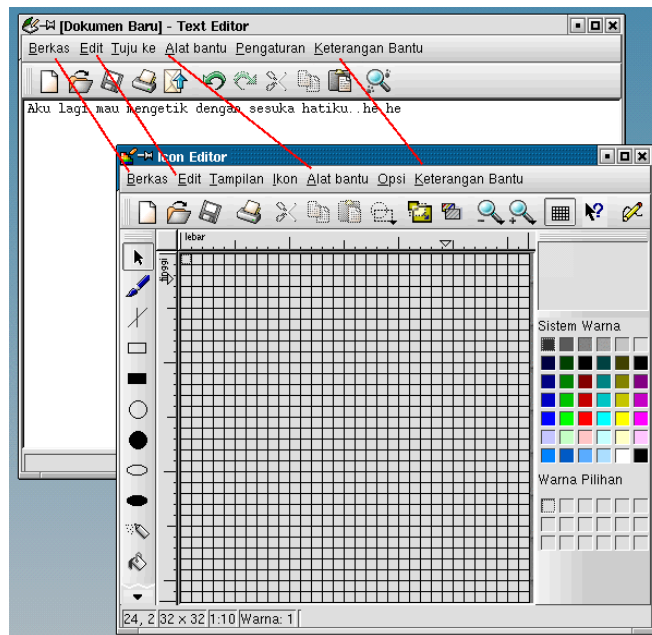 [Dokumen Baru] - Text Editor
Berkas Edit Tuju ke Alat bantu Pengaturan Keterangan Bantu
Aku lagi mau mengetik dengan sesuka hatiku..he he
Icon Editor
Berkas Edit Tampilan Ikon Alat bantu Opsi Keterangan Bantu
lebar
tinggi
Sistem Warna
Warna Pilihan
24, 2 32 × 32 1:10 Warna: 1